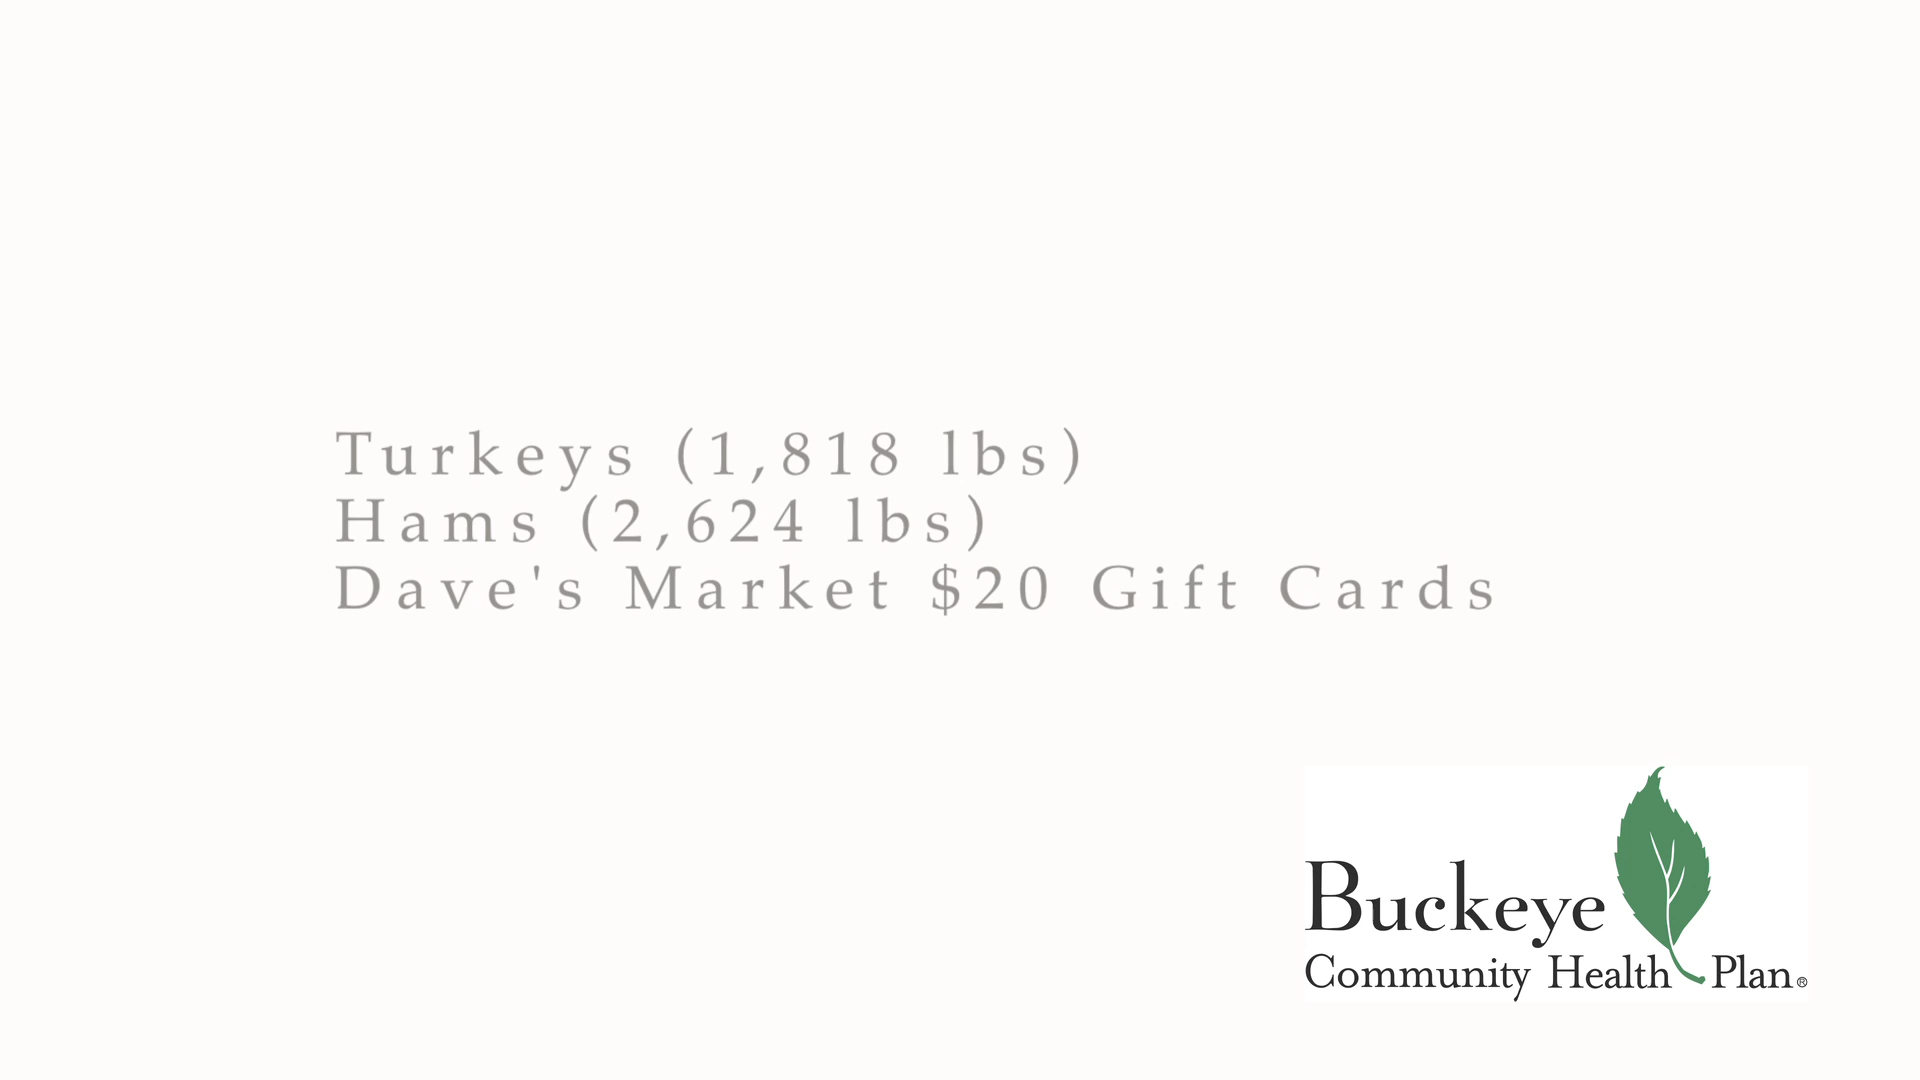 Turkeys (1,818 lbs)
Hams (2,624 lbs)
Dave's Market $20 Gift Cards
Buckeye
Community Health Plan®